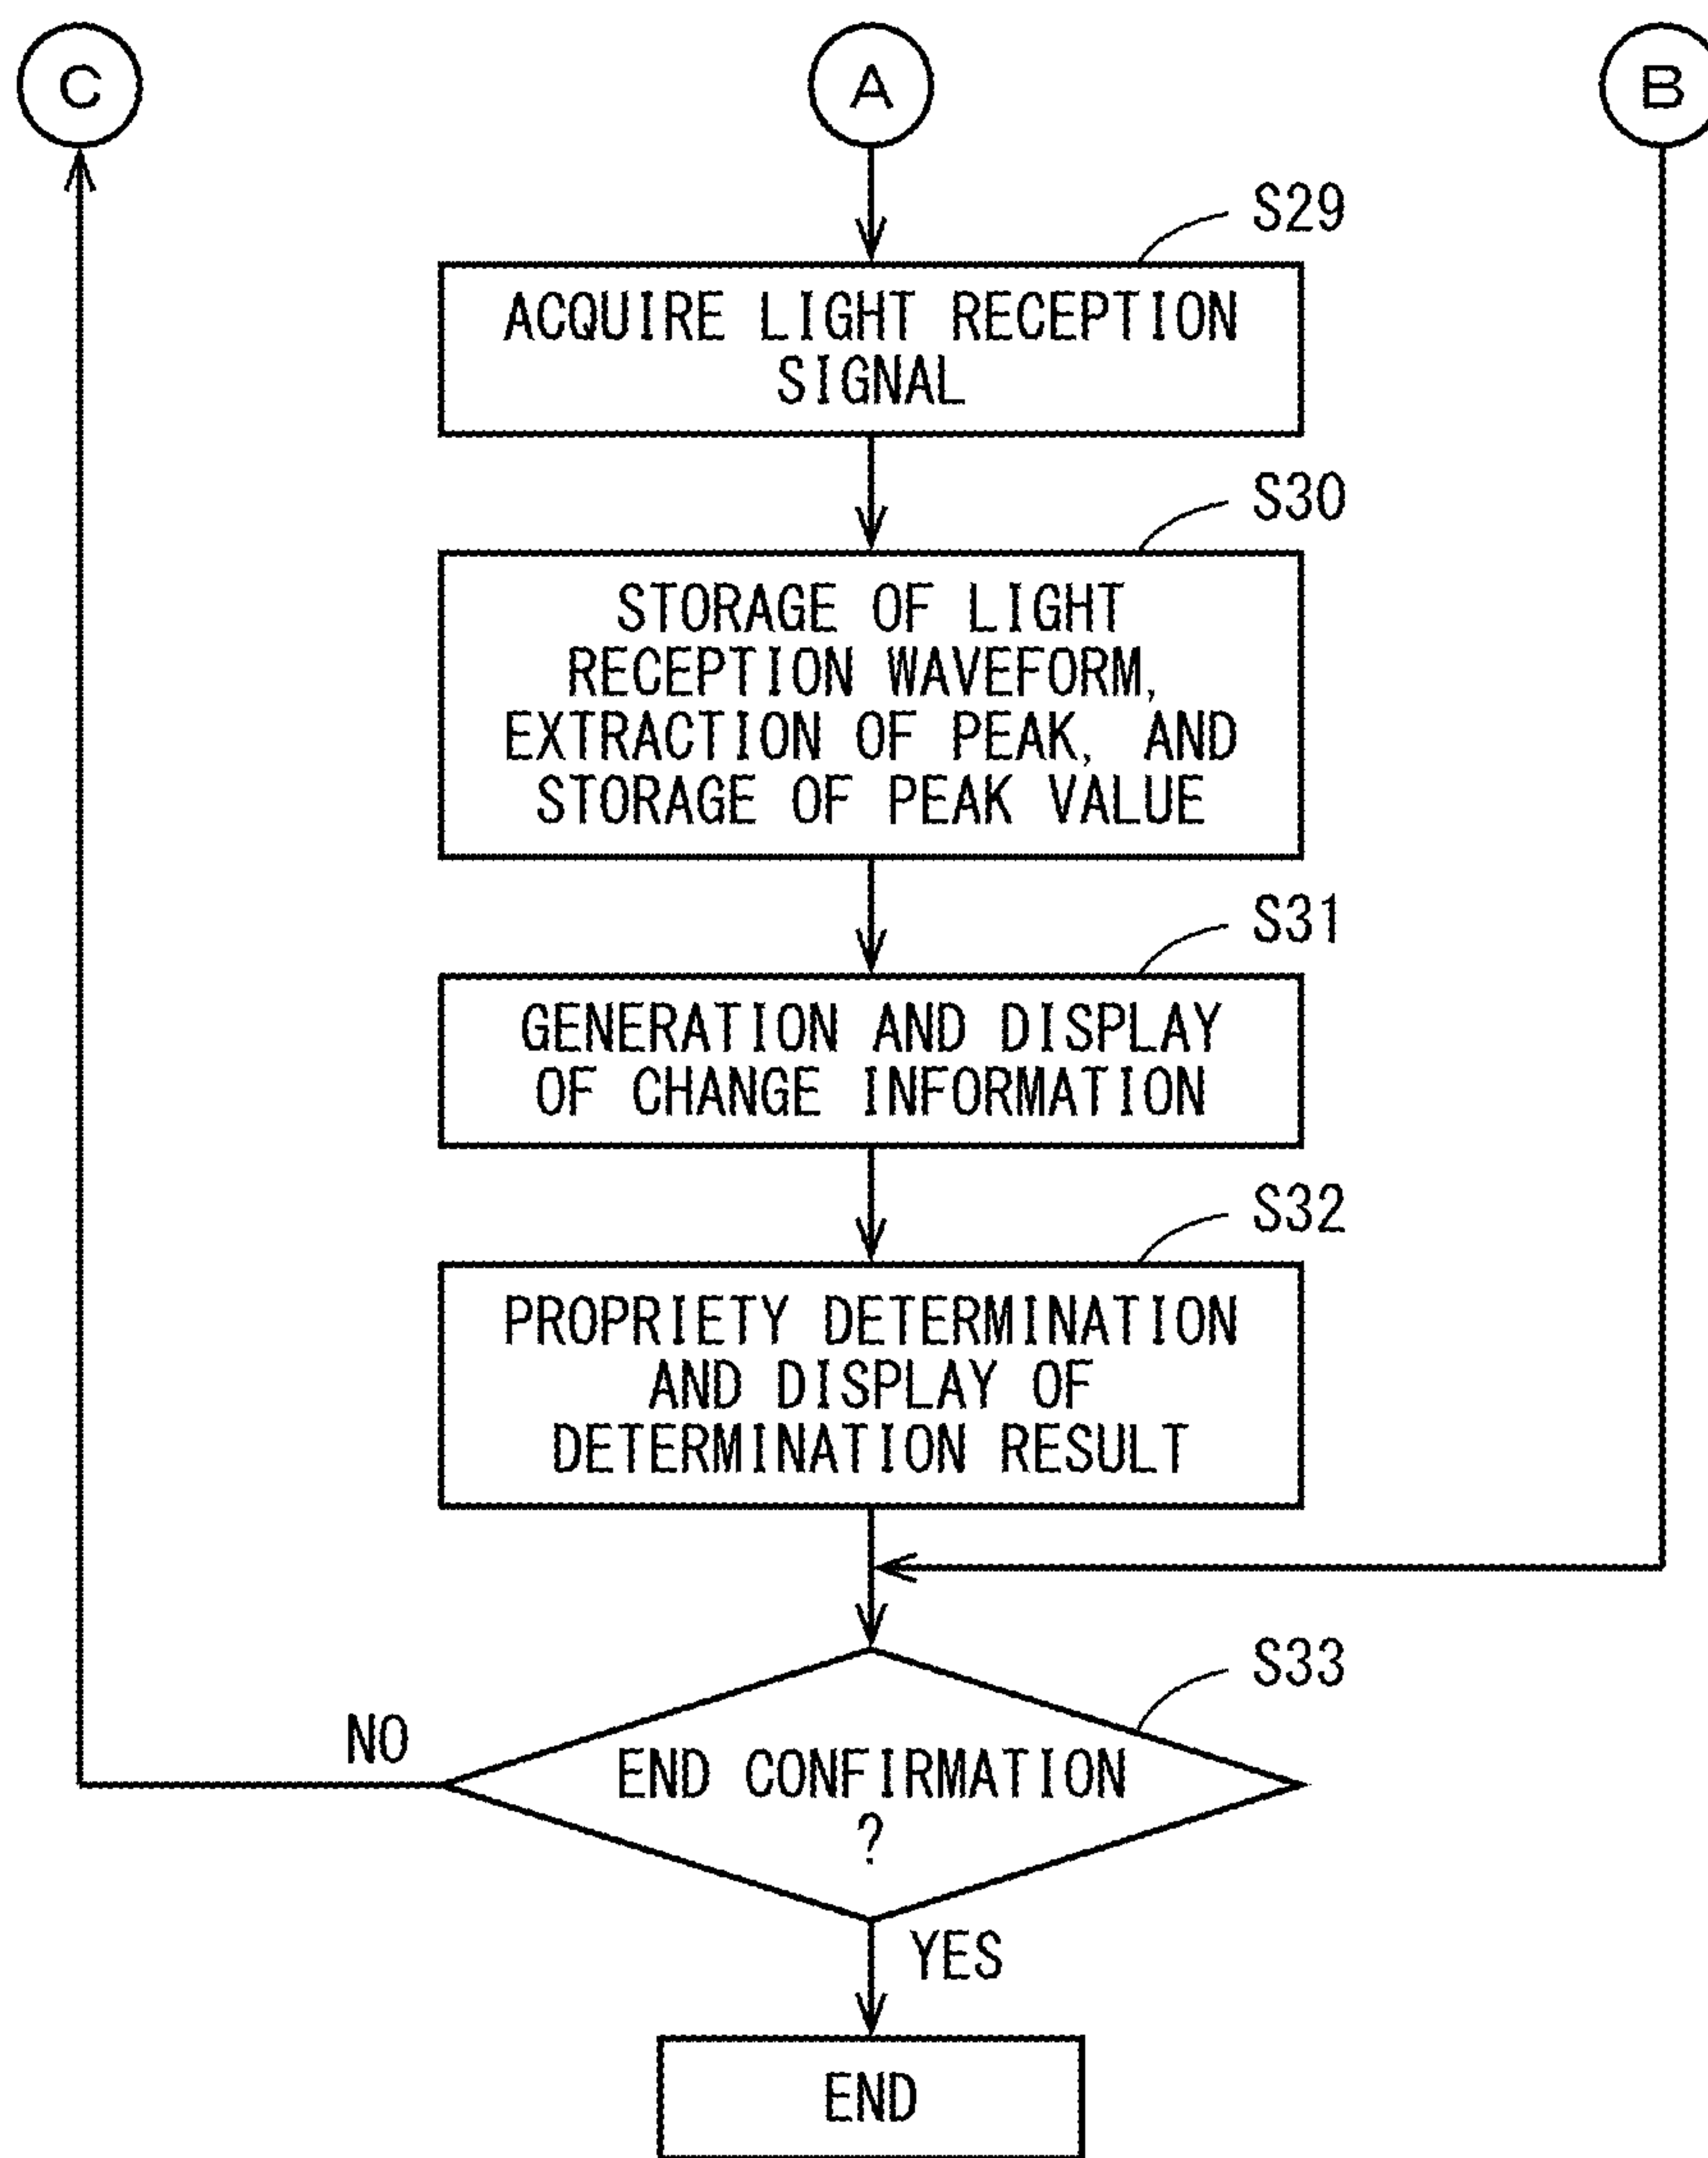 C
A
B
S29
ACQUIRE LIGHT RECEPTION
SIGNAL
S30
STORAGE OF LIGHT
RECEPTION WAVEFORM,
EXTRACTION OF PEAK, AND
STORAGE OF PEAK VALUE
S31
GENERATION AND DISPLAY
OF CHANGE INFORMATION
S32
PROPRIETY DETERMINATION
AND DISPLAY OF
DETERMINATION RESULT
S33
NO
END CONFIRMATION
?
YES
END